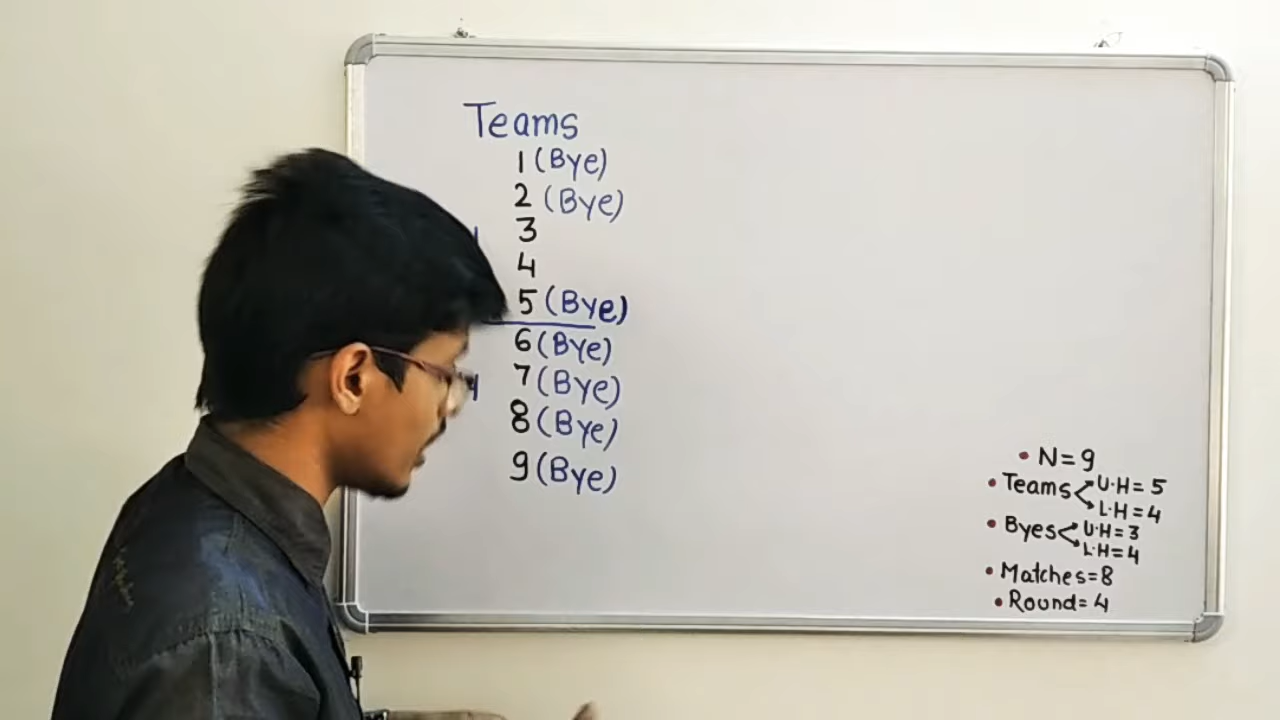 Teams
1 (Bye)
2 (Bye)
3
4
5 (Bye)
6 (Bye)
7 (Bye)
8 (Bye)
9 (Bye)
• N = 9
• Teams U.H = 5
L.H = 4
• Byes U.H = 3
L.H = 4
• Matches = 8
• Round = 4